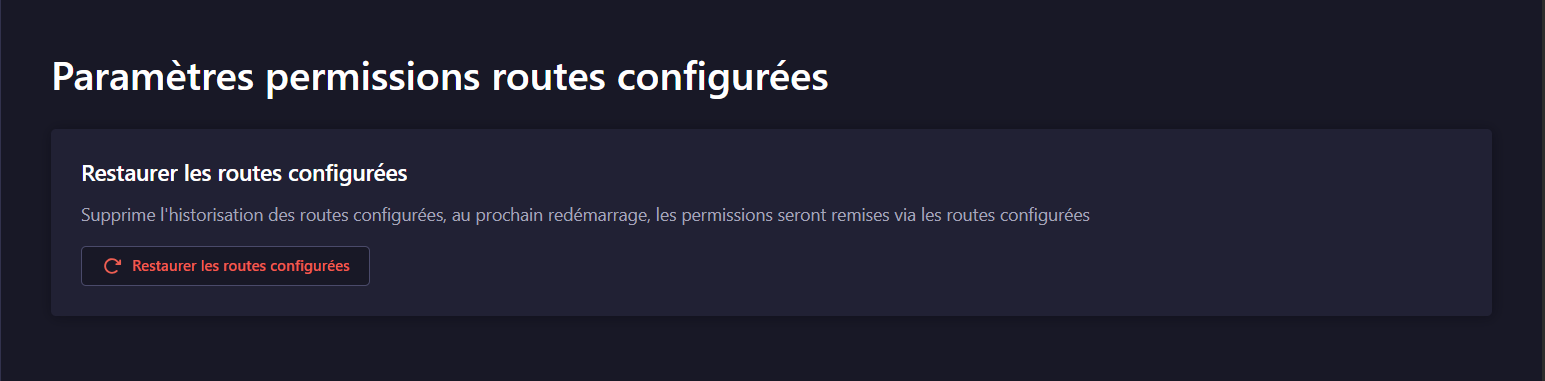 Paramètres permissions routes configurées
Restaurer les routes configurées
Supprime l'historisation des routes configurées, au prochain redémarrage, les permissions seront remises via les routes configurées
Restaurer les routes configurées